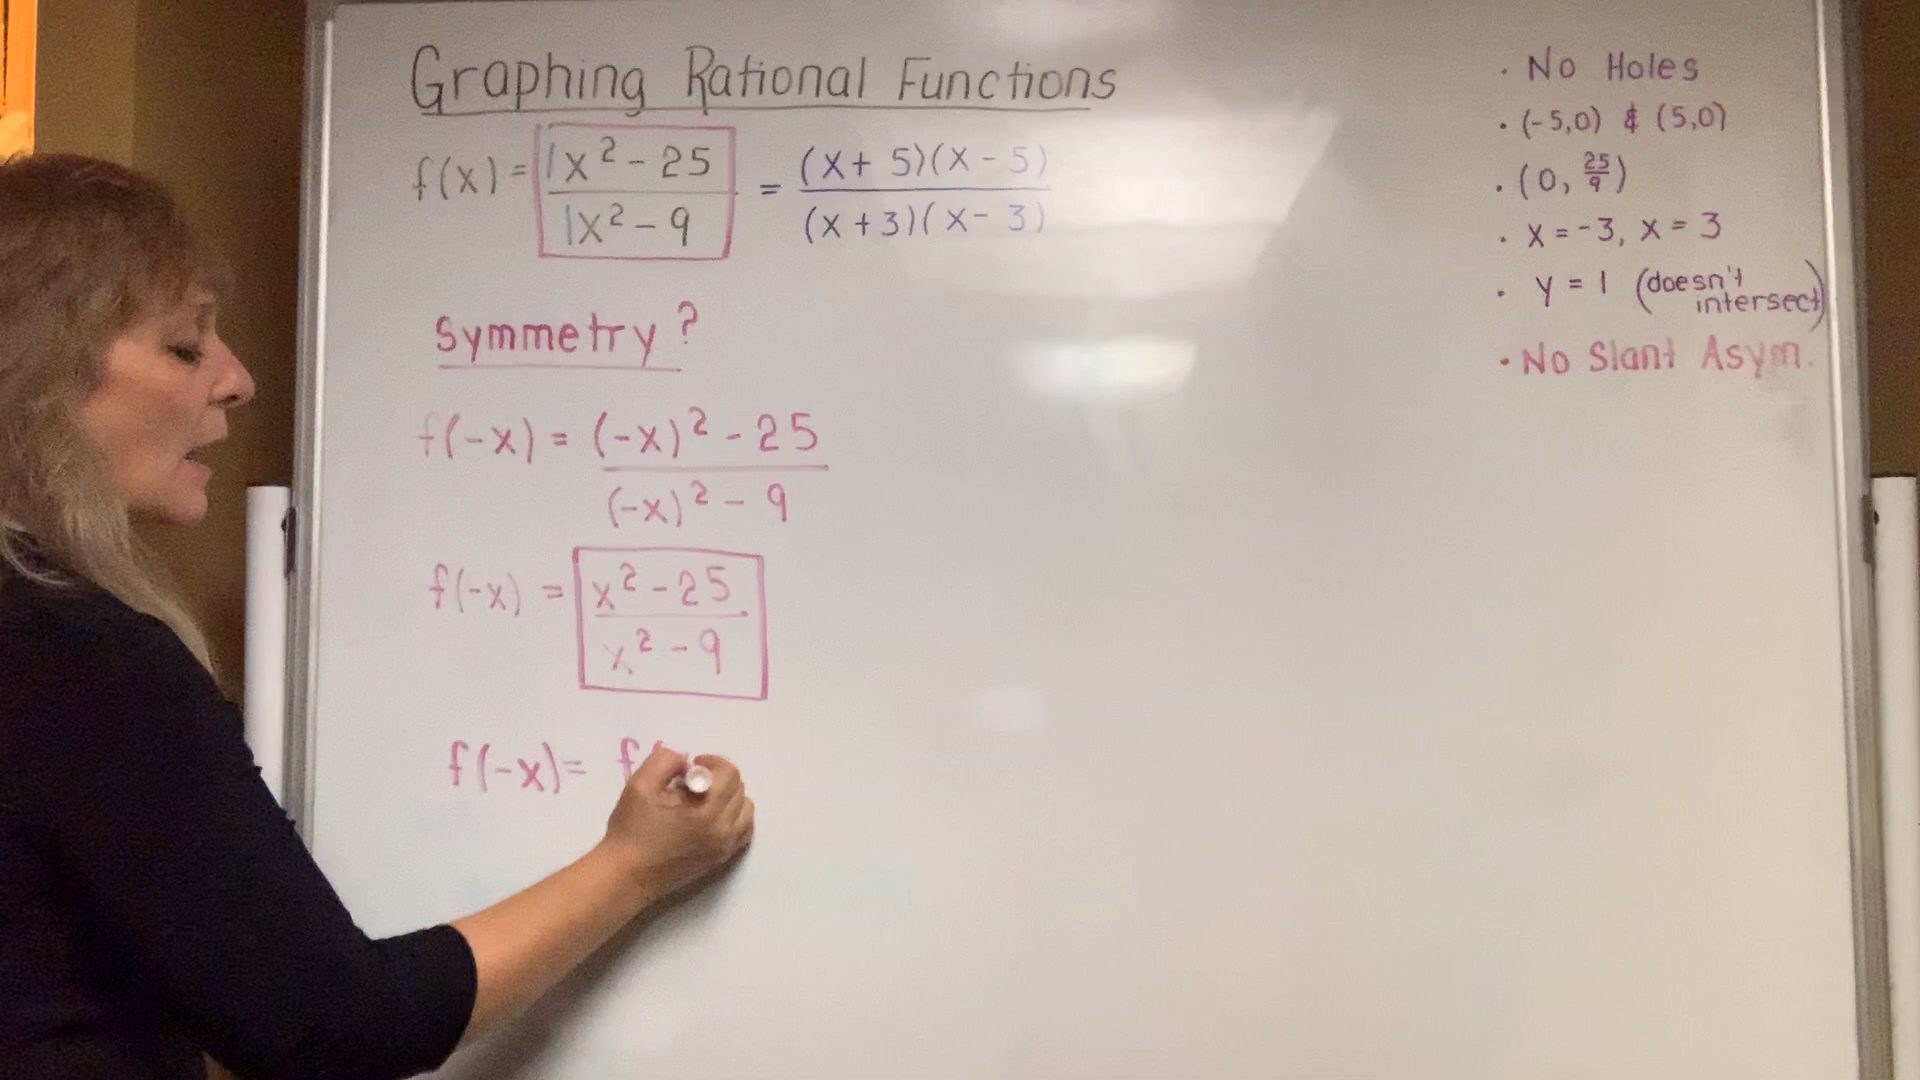 Graphing Rational Functions
f(x) = 1x² - 25 / 1x² - 9 = (x + 5)(x - 5) / (x + 3)(x - 3)
Symmetry?
f(-x) = (-x)² - 25 / (-x)² - 9
f(-x) = x² - 25 / x² - 9
f(-x) = f(
• No Holes
• (-5,0) & (5,0)
• (0, 25/9)
• x = -3, x = 3
• y = 1 (doesn't
intersect)
• No Slant Asym.